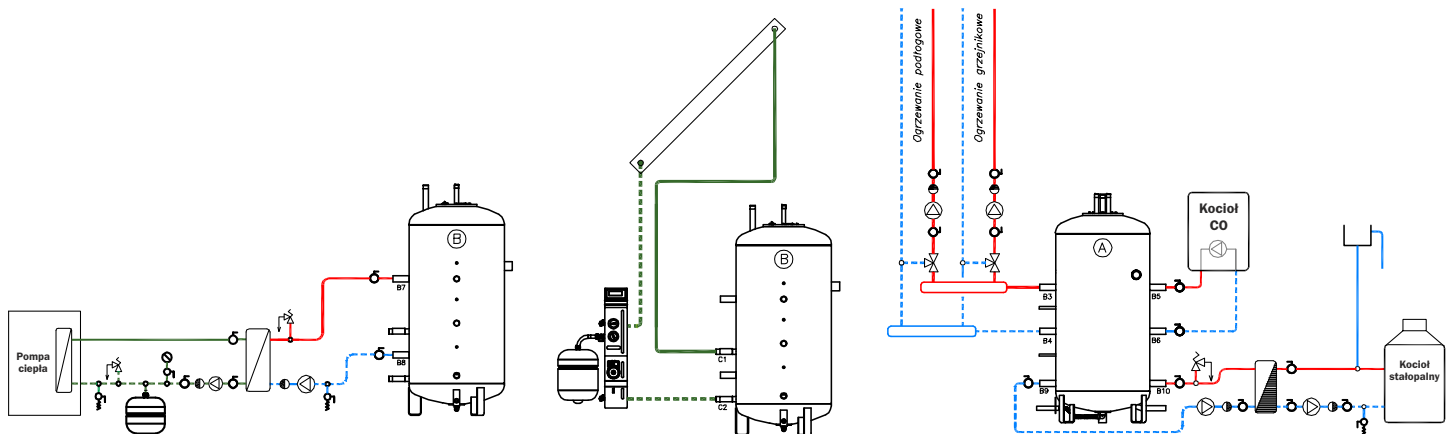 Pompa
ciepła
B
B7
B8
B
C1
C2
Ogrzewanie podłogowe
Ogrzewanie grzejnikowe
A
B3
B4
B9
B5
B6
B10
Kocioł
CO
Kocioł
stałopalny